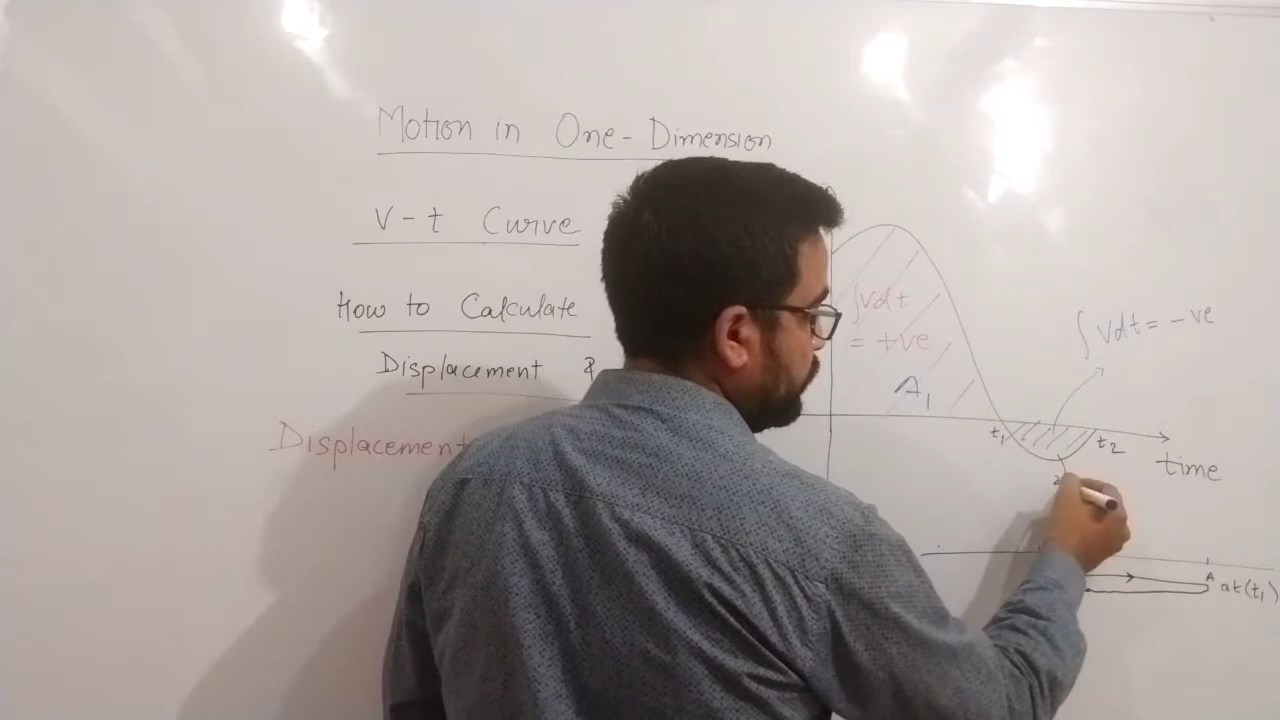 Motion in One-Dimension
V-t Curve
How to Calculate
Displacement &
Displacement
∫vdt
= +ve
A₁
∫vdt = -ve
t₁
t₂
time
A
at(t₁)